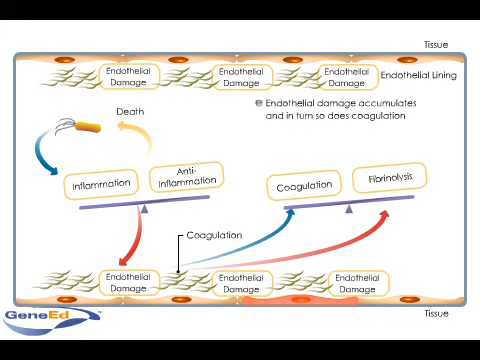 Tissue
Endothelial Damage
Endothelial Damage
Endothelial Damage
Endothelial Lining
Endothelial damage accumulates
and in turn so does coagulation
Death
Inflammation
Anti-
Inflammation
Coagulation
Fibrinolysis
Coagulation
Endothelial Damage
Endothelial Damage
Endothelial Damage
Tissue
GeneEd